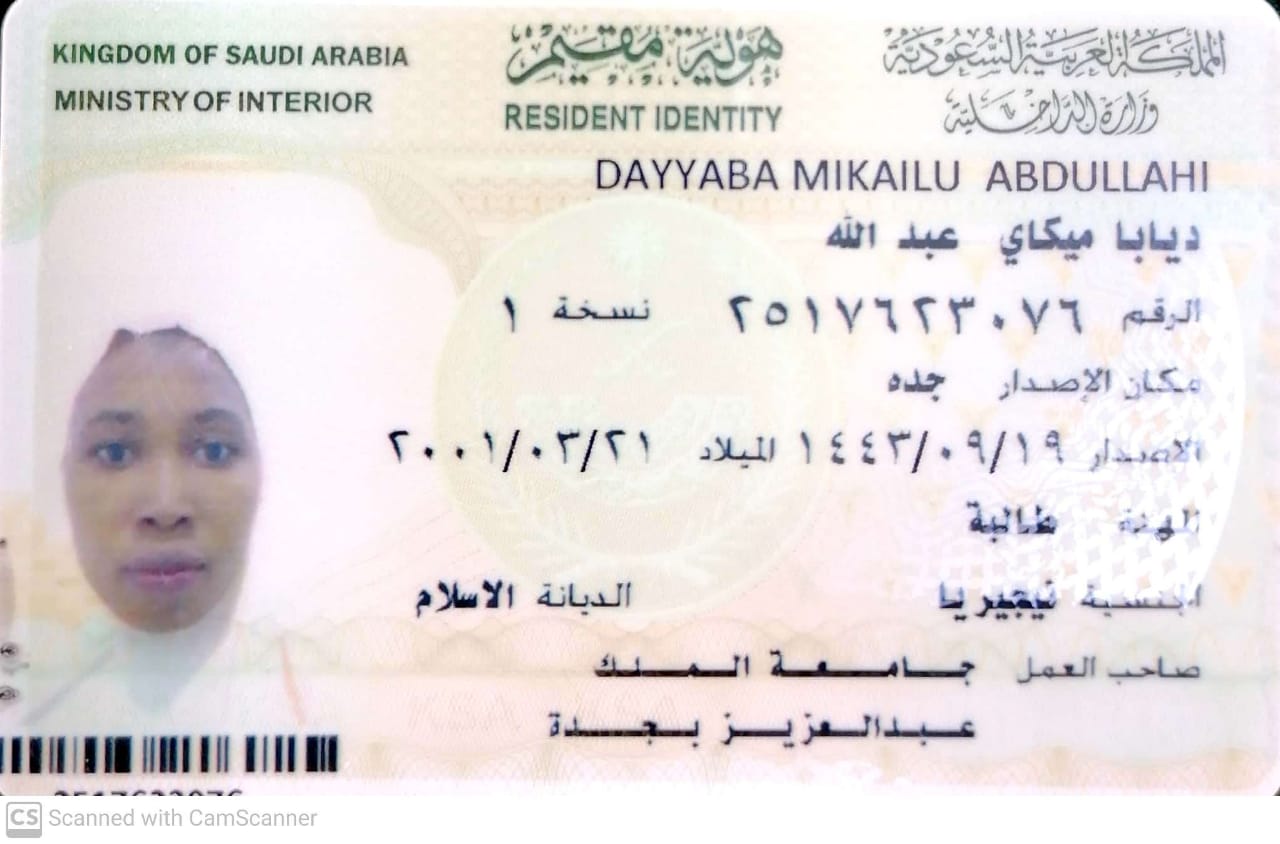 KINGDOM OF SAUDI ARABIA
MINISTRY OF INTERIOR
هوية مقيم
RESIDENT IDENTITY
المملكة العربية السعودية
وزارة الداخلية
DAYYABA MIKAILU ABDULLAHI
ديابا ميكاي عبد الله
الرقم ٢٥١٧٦٢٣٠٧٦ نسخة ١
مكان الإصدار جده
الاصدار ١٤٤٣/٠٩/١٩ الميلاد ٢٠٠١/٠٣/٢١
المهنة طالبة
الجنسية نيجيريا الديانة الاسلام
صاحب العمل جامعة الملك
عبدالعزيز بجدة
CS Scanned with CamScanner